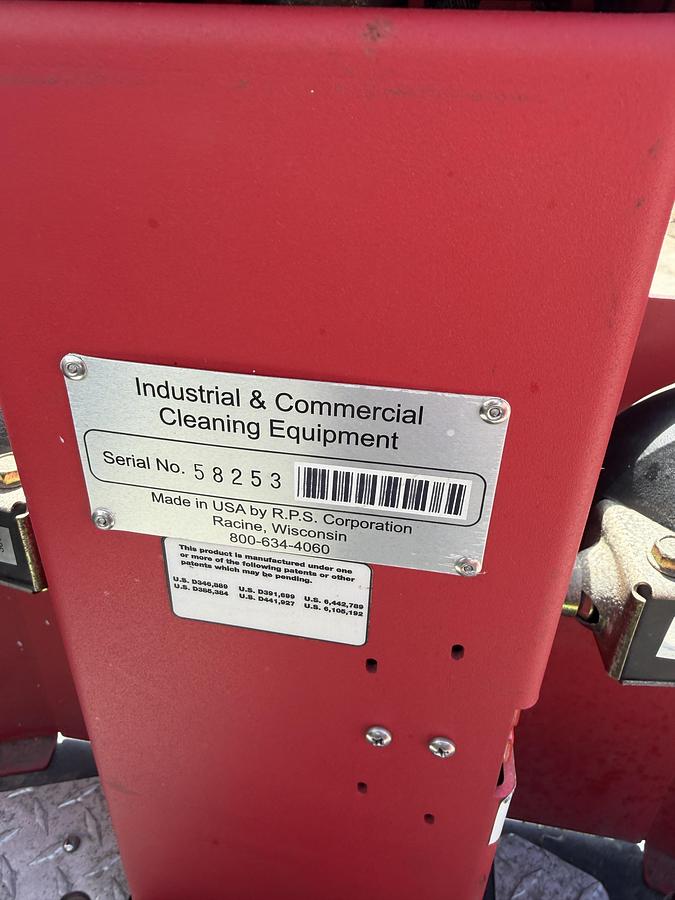 Industrial & Commercial
Cleaning Equipment
Serial No. 58253
Made in USA by R.P.S. Corporation
Racine, Wisconsin
800-634-4060
This product is manufactured under one
or more of the following patents or other
patents which may be pending.
U.S. D346,889 U.S. D391,699 U.S. 6,442,789
U.S. D388,384 U.S. D441,927 U.S. 6,105,192